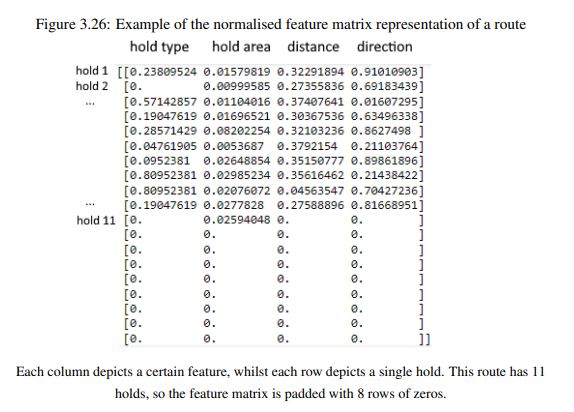 Figure 3.26: Example of the normalised feature matrix representation of a route
hold type hold area distance direction
hold 1 [[0.23809524 0.01579819 0.32291894 0.91010903]
hold 2 [0. 0.00999585 0.27355836 0.69183439]
... [0.57142857 0.01104016 0.37407641 0.01607295]
[0.19047619 0.01696521 0.30367536 0.63496338]
[0.28571429 0.08202254 0.32103236 0.8627498 ]
[0.04761905 0.0053687 0.3792154 0.21103764]
[0.0952381 0.02648854 0.35150777 0.89861896]
[0.80952381 0.02985234 0.35616462 0.21438422]
[0.80952381 0.02076072 0.04563547 0.70427236]
... [0.19047619 0.0277828 0.27588896 0.81668951]
hold 11 [0. 0.02594048 0. 0. ]
[0. 0. 0. 0. ]
[0. 0. 0. 0. ]
[0. 0. 0. 0. ]
[0. 0. 0. 0. ]
[0. 0. 0. 0. ]
[0. 0. 0. 0. ]
[0. 0. 0. 0. ]
[0. 0. 0. 0. ]]
Each column depicts a certain feature, whilst each row depicts a single hold. This route has 11
holds, so the feature matrix is padded with 8 rows of zeros.